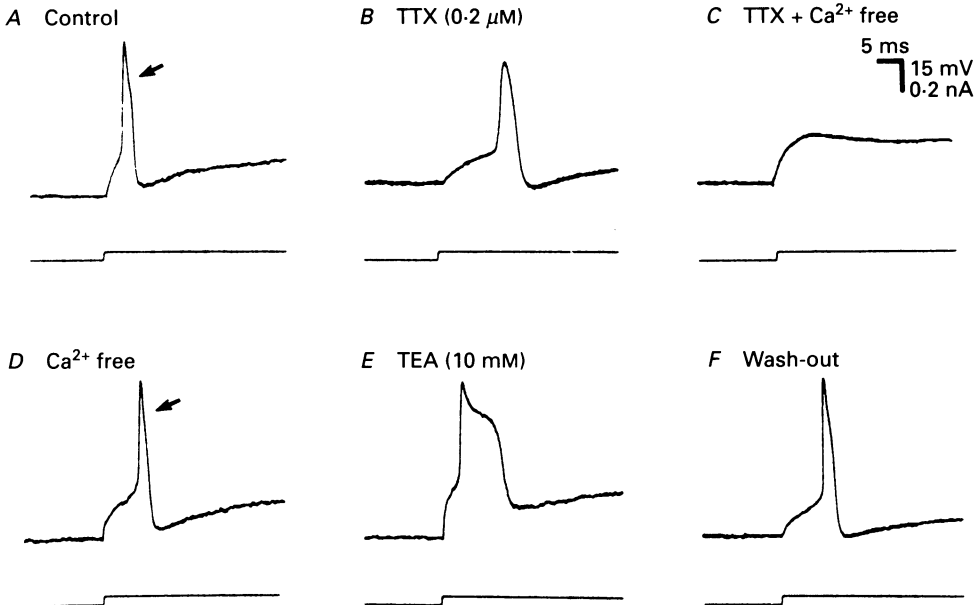 A Control
B TTX (0·2 μM)
C TTX + Ca²⁺ free
5 ms
15 mV
0·2 nA
D Ca²⁺ free
E TEA (10 mM)
F Wash-out